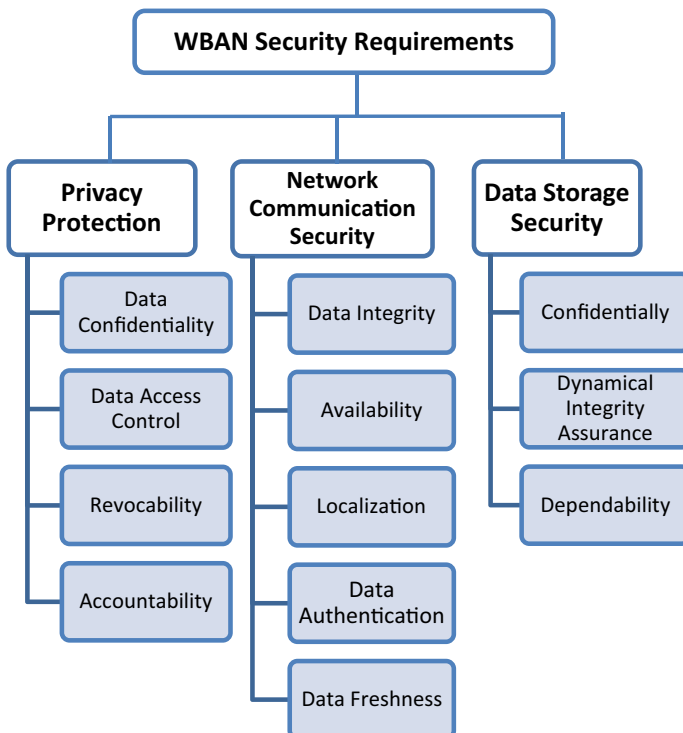 WBAN Security Requirements
Privacy
Protection
Data
Confidentiality
Data Access
Control
Revocability
Accountability
Network
Communication
Security
Data Integrity
Availability
Localization
Data
Authentication
Data Freshness
Data Storage
Security
Confidentially
Dynamical
Integrity
Assurance
Dependability